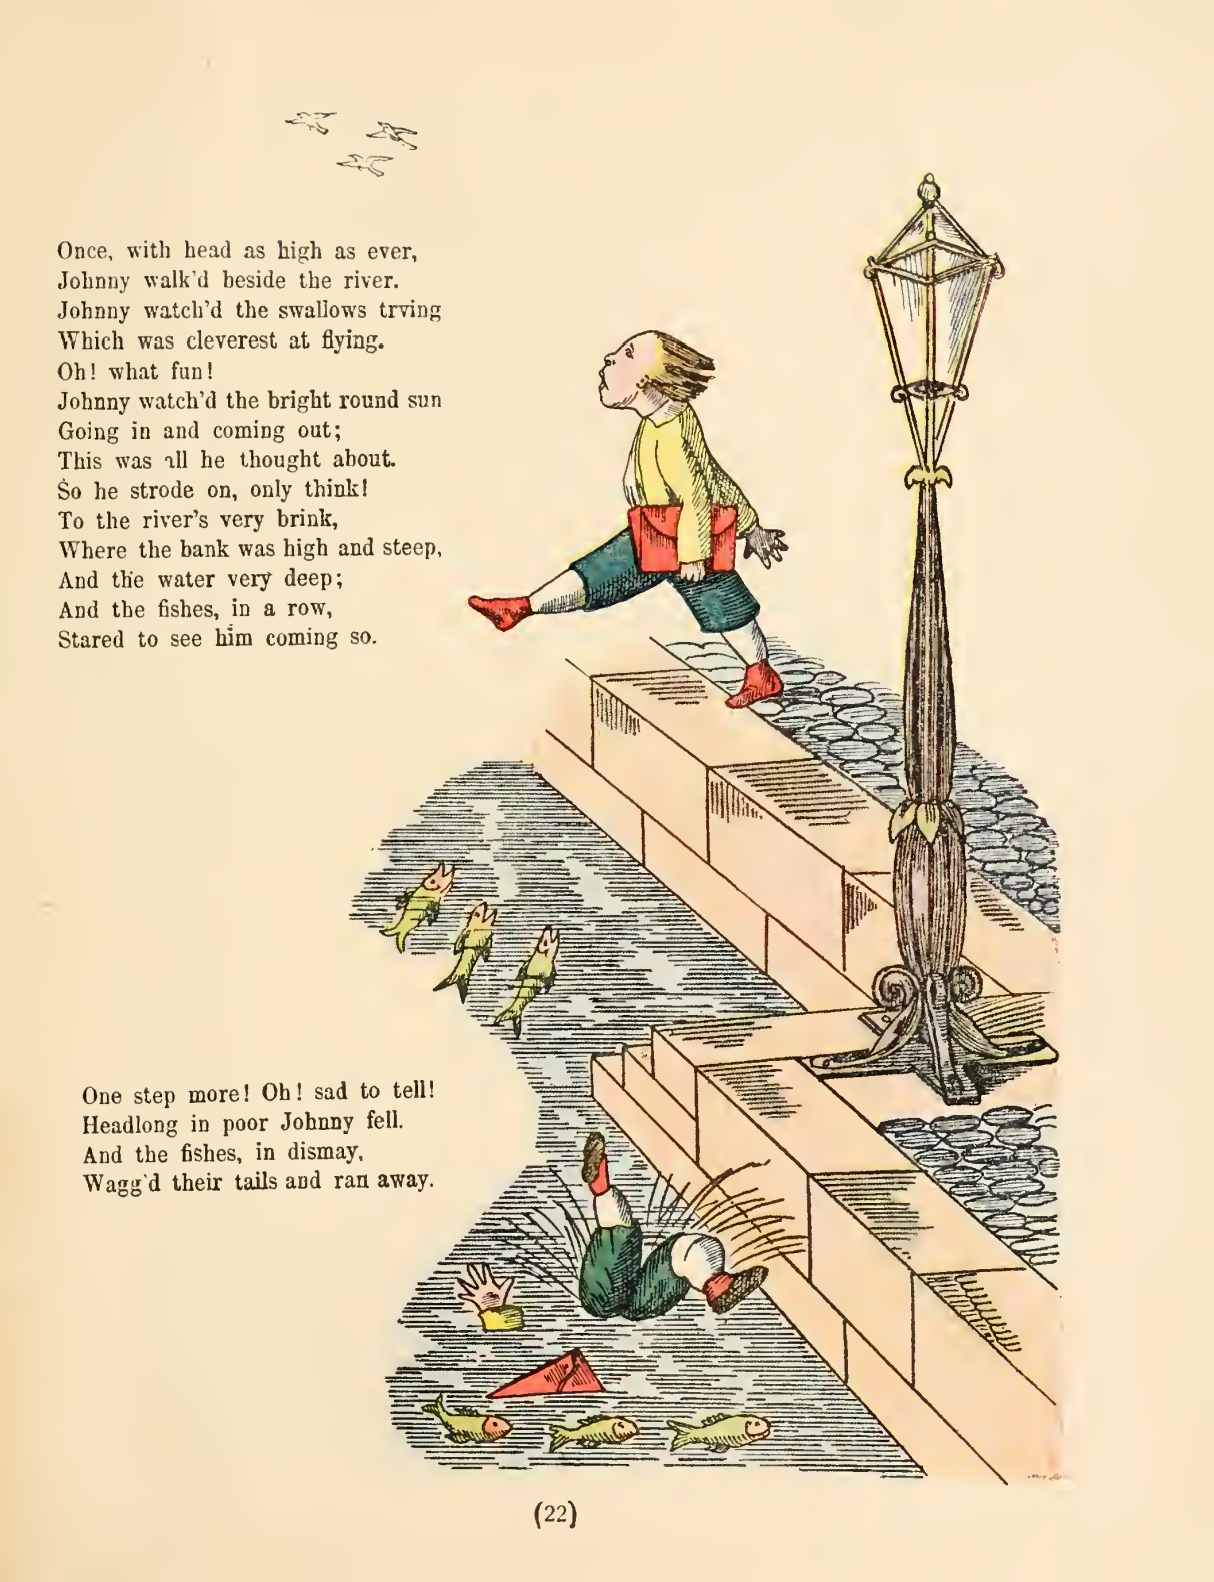 Once, with head as high as ever,
Johnny walk'd beside the river.
Johnny watch'd the swallows trying
Which was cleverest at flying.
Oh! what fun!
Johnny watch'd the bright round sun
Going in and coming out;
This was all he thought about.
So he strode on, only think!
To the river's very brink,
Where the bank was high and steep,
And the water very deep;
And the fishes, in a row,
Stared to see him coming so.
One step more! Oh! sad to tell!
Headlong in poor Johnny fell.
And the fishes, in dismay,
Wagg'd their tails and ran away.
(22)